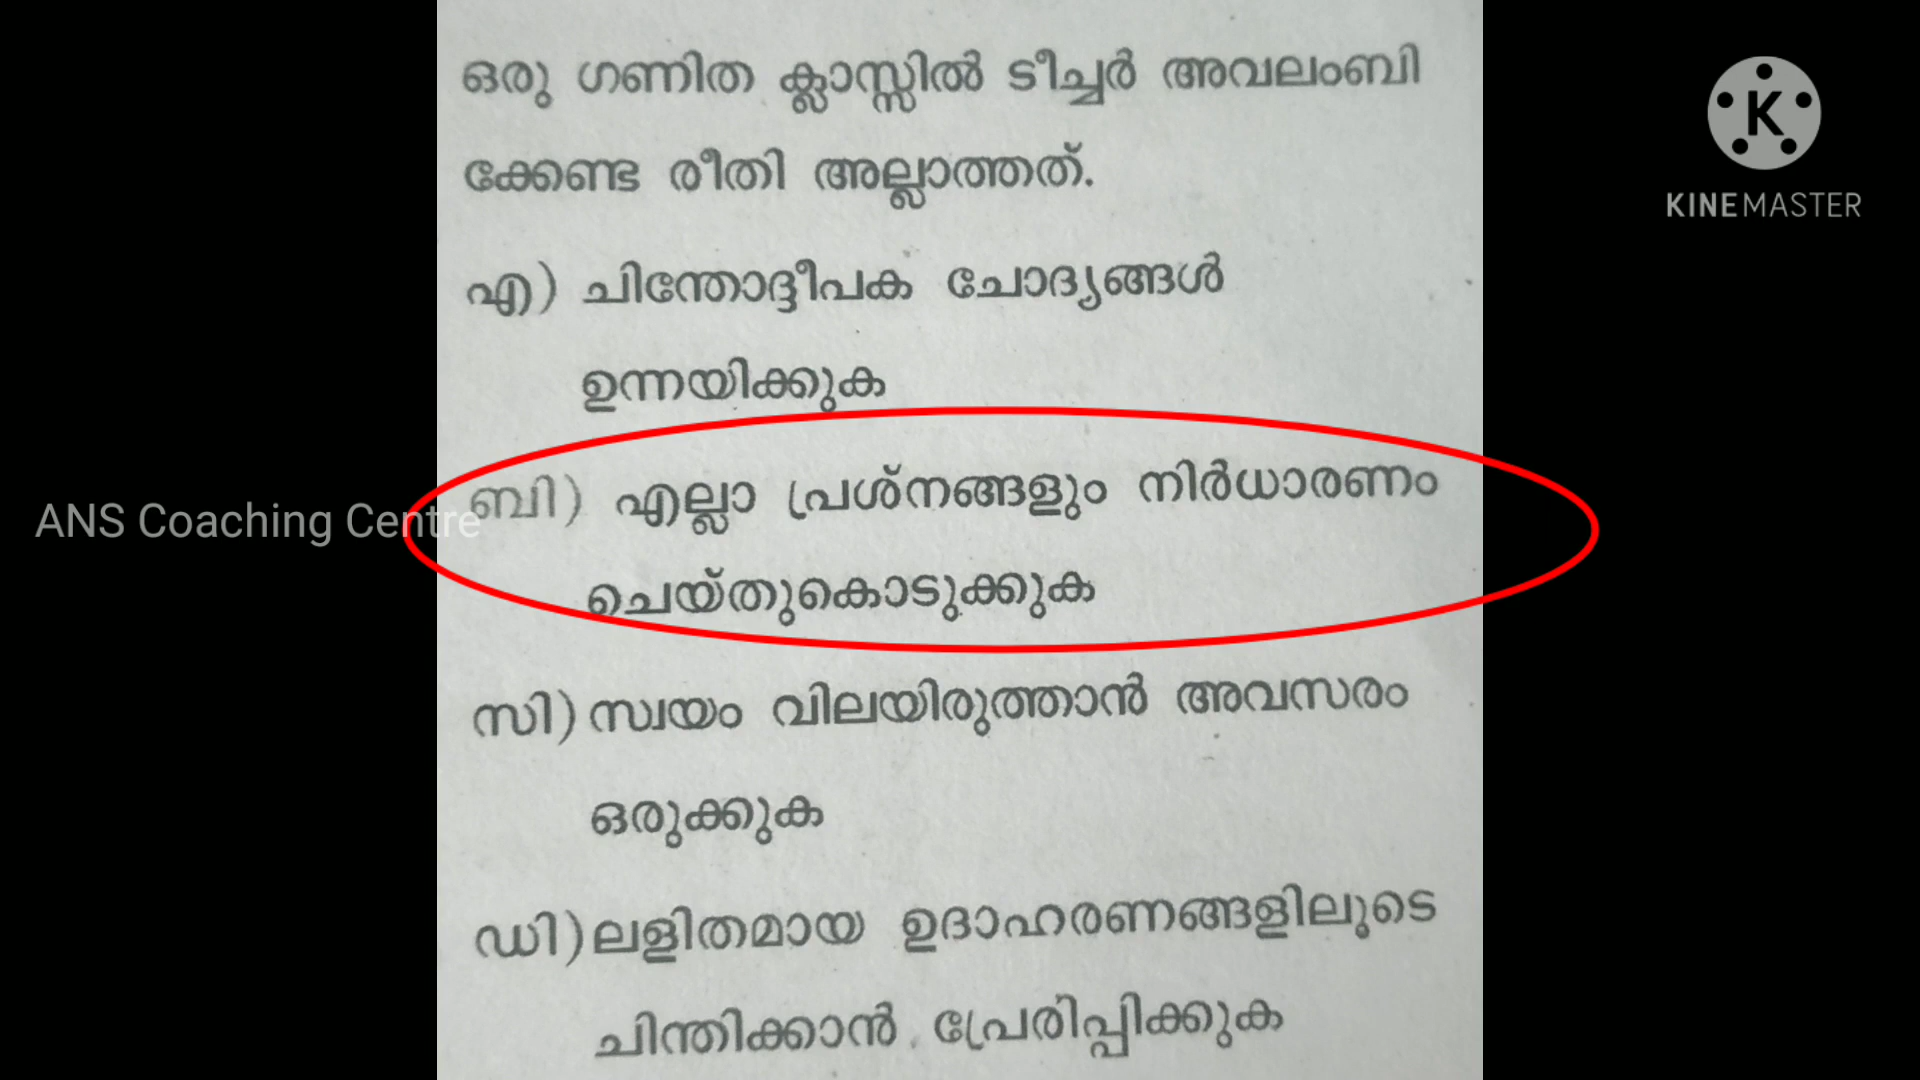 ഒരു ഗണിത ക്ലാസ്സിൽ ടീച്ചർ അവലംബി
ക്കേണ്ട രീതി അല്ലാത്തത്.
എ) ചിന്തോദ്ദീപക ചോദ്യങ്ങൾ
ഉന്നയിക്കുക
ബി) എല്ലാ പ്രശ്നങ്ങളും നിർധാരണം
ചെയ്തുകൊടുക്കുക
സി) സ്വയം വിലയിരുത്താൻ അവസരം
ഒരുക്കുക
ഡി) ലളിതമായ ഉദാഹരണങ്ങളിലൂടെ
ചിന്തിക്കാൻ പ്രേരിപ്പിക്കുക
ANS Coaching Centre
K
KINEMASTER